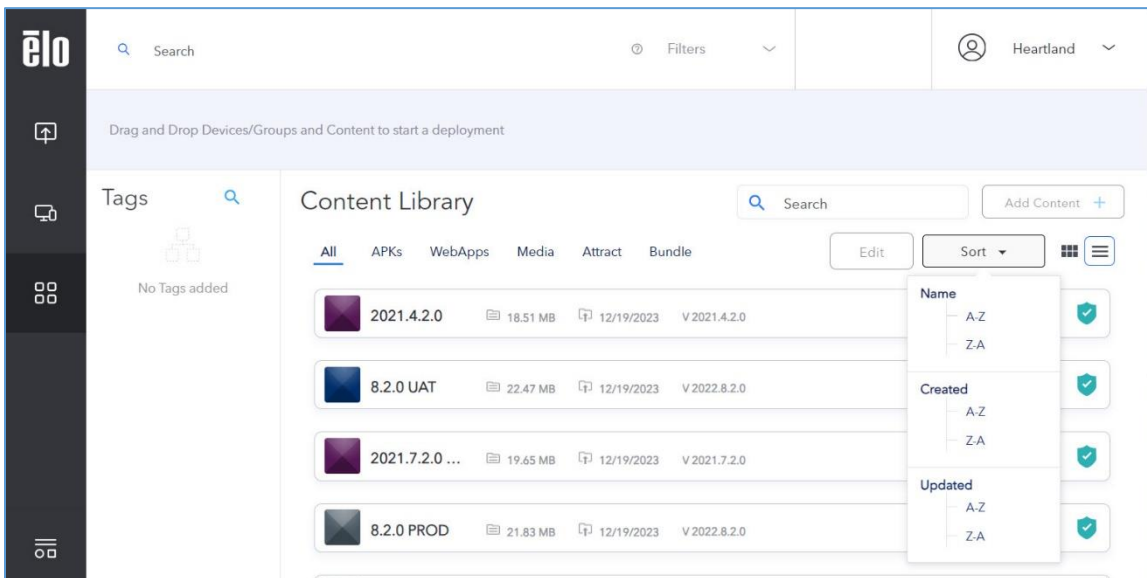 ēlo
Search
Filters
Heartland
Drag and Drop Devices/Groups and Content to start a deployment
Tags
No Tags added
Content Library
Search
Add Content +
All APKs WebApps Media Attract Bundle
Edit
Sort
2021.4.2.0 18.51 MB 12/19/2023 V 2021.4.2.0
8.2.0 UAT 22.47 MB 12/19/2023 V 2022.8.2.0
2021.7.2.0 ... 19.65 MB 12/19/2023 V 2021.7.2.0
8.2.0 PROD 21.83 MB 12/19/2023 V 2022.8.2.0
Name
A-Z
Z-A
Created
A-Z
Z-A
Updated
A-Z
Z-A